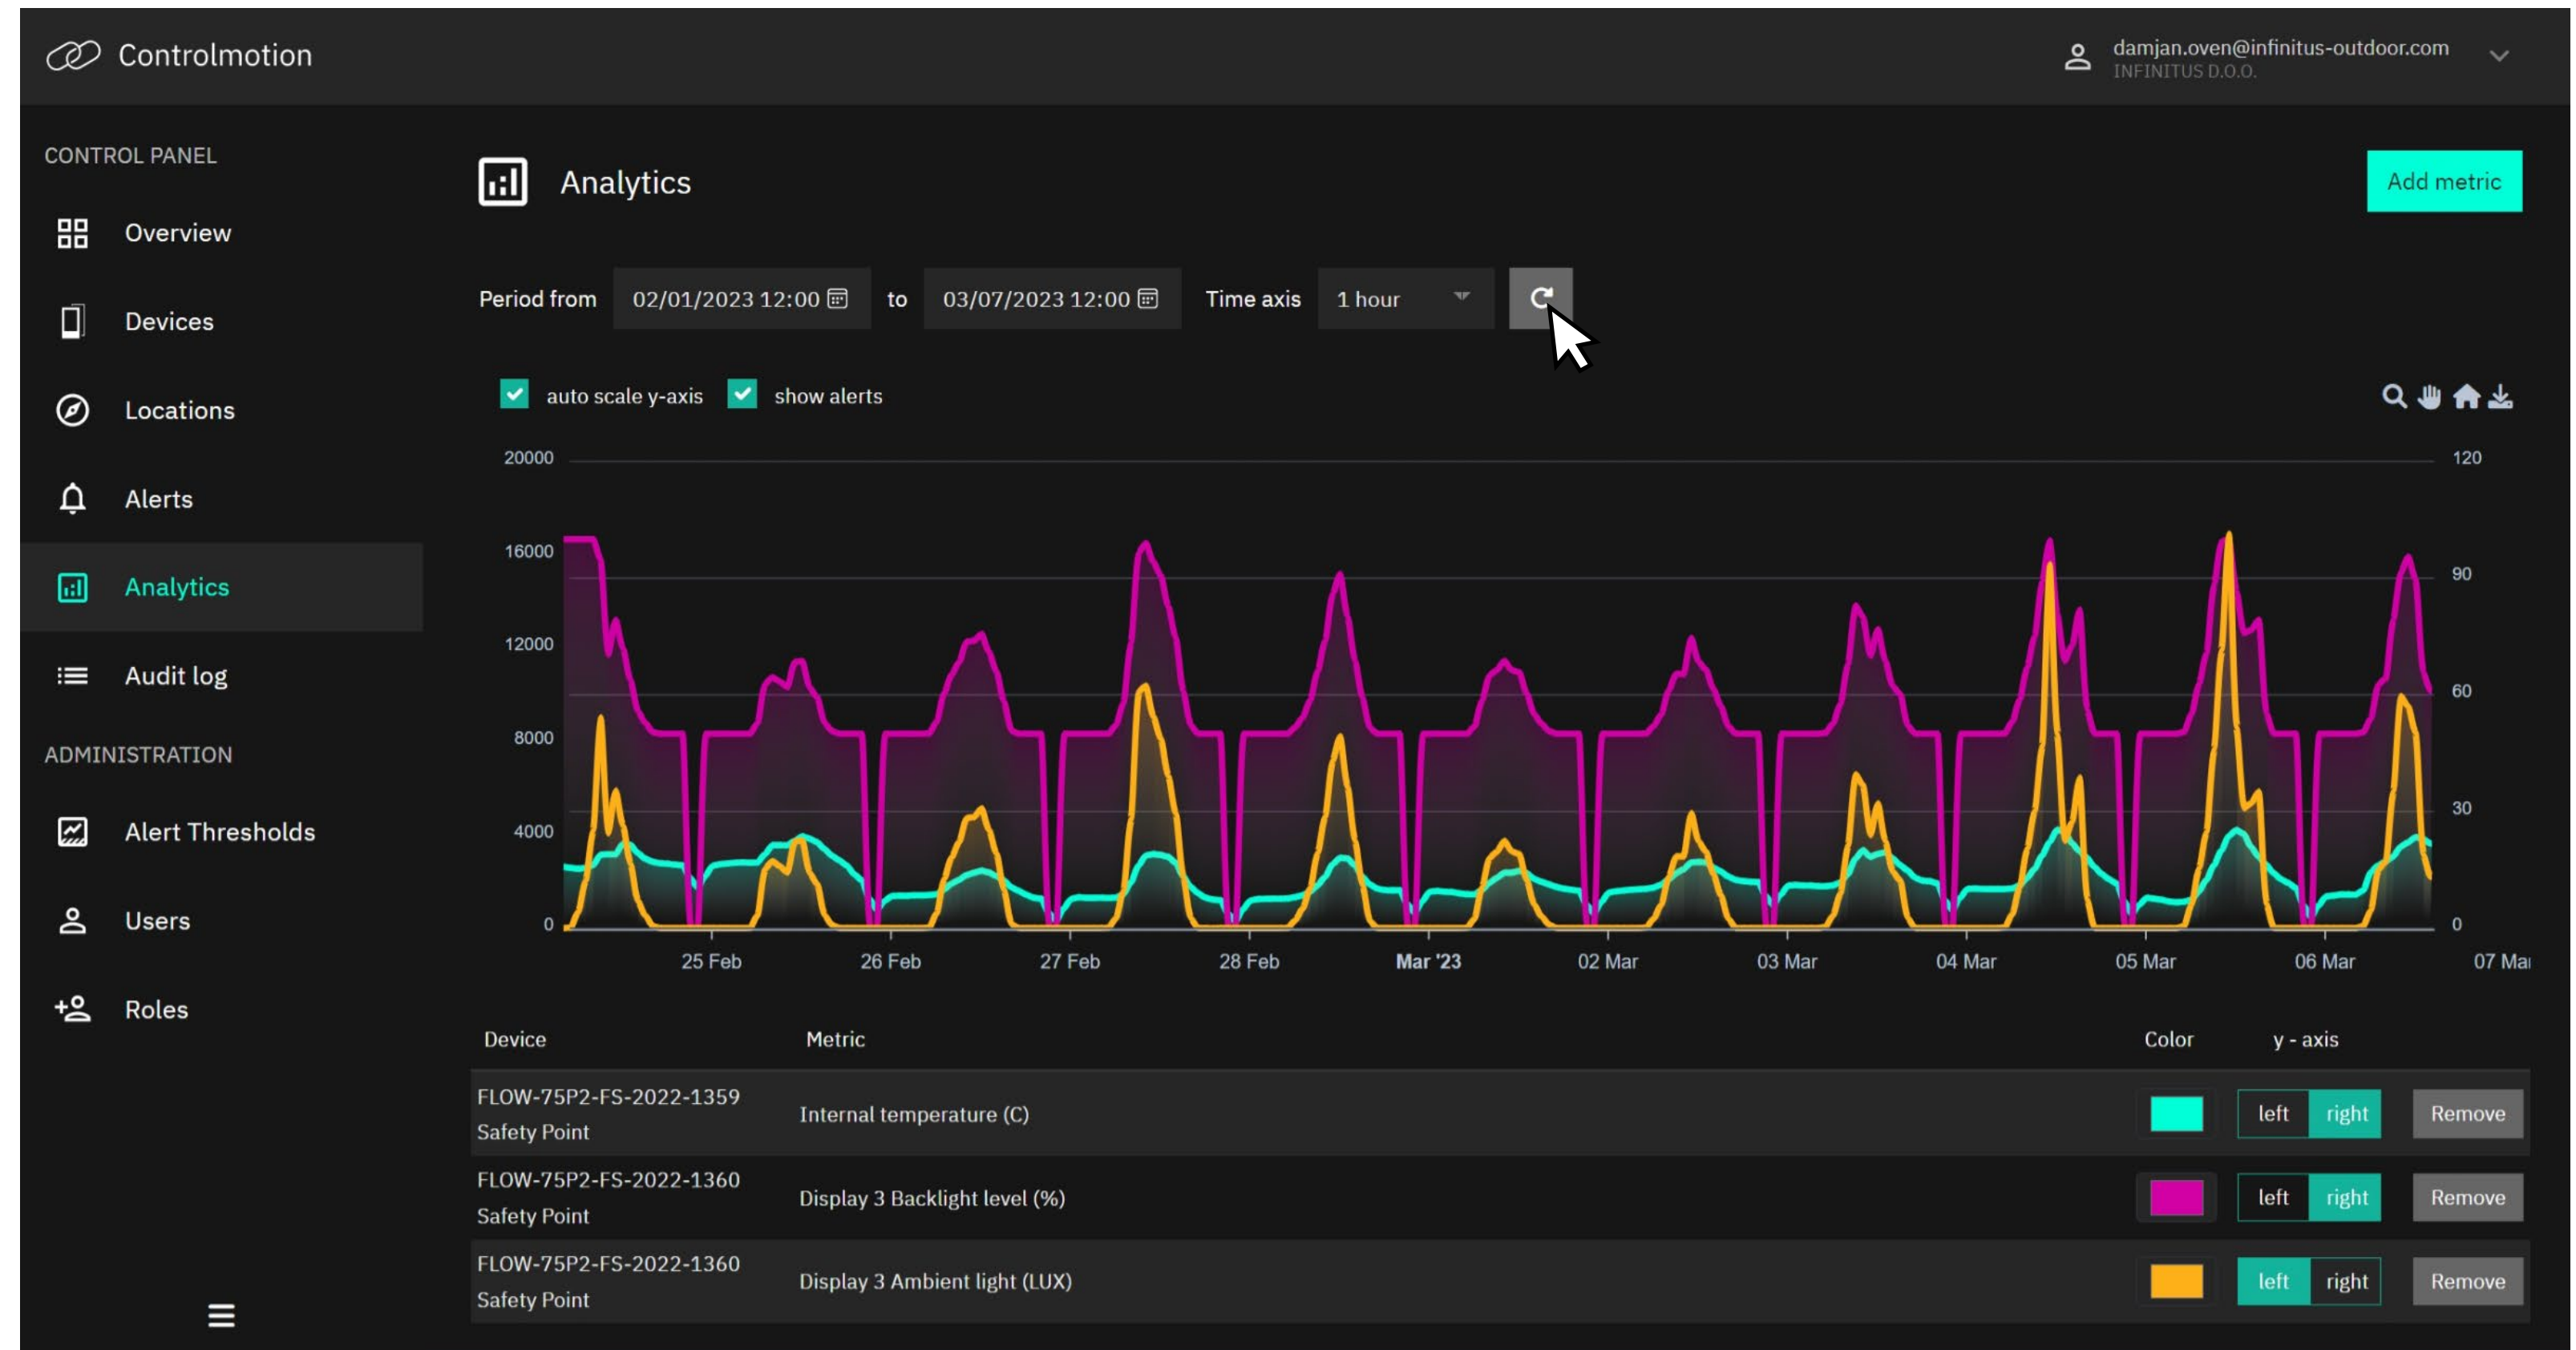 Controlmotion
damjan.oven@infinitus-outdoor.com
INFINITUS D.O.O.
CONTROL PANEL
Overview
Devices
Locations
Alerts
Analytics
Audit log
ADMINISTRATION
Alert Thresholds
Users
Roles
Analytics
Add metric
Period from 02/01/2023 12:00 to 03/07/2023 12:00 Time axis 1 hour
auto scale y-axis show alerts
20000
16000
12000
8000
4000
0
120
90
60
30
0
25 Feb 26 Feb 27 Feb 28 Feb Mar '23 02 Mar 03 Mar 04 Mar 05 Mar 06 Mar 07 Mar
Device Metric Color y - axis
FLOW-75P2-FS-2022-1359
Safety Point
Internal temperature (C)
left right Remove
FLOW-75P2-FS-2022-1360
Safety Point
Display 3 Backlight level (%)
left right Remove
FLOW-75P2-FS-2022-1360
Safety Point
Display 3 Ambient light (LUX)
left right Remove